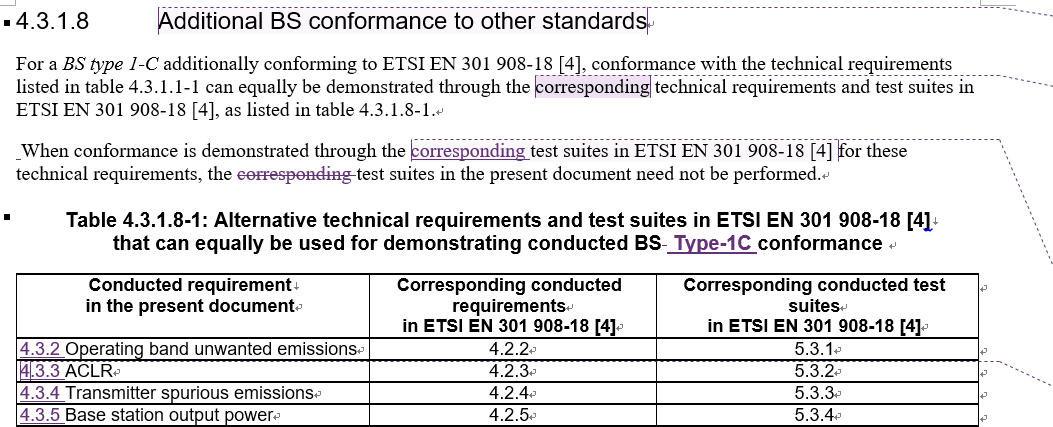 4.3.1.8 Additional BS conformance to other standards
For a BS type 1-C additionally conforming to ETSI EN 301 908-18 [4], conformance with the technical requirements
listed in table 4.3.1.1-1 can equally be demonstrated through the corresponding technical requirements and test suites in
ETSI EN 301 908-18 [4], as listed in table 4.3.1.8-1.
When conformance is demonstrated through the corresponding test suites in ETSI EN 301 908-18 [4] for these
technical requirements, the corresponding test suites in the present document need not be performed.
Table 4.3.1.8-1: Alternative technical requirements and test suites in ETSI EN 301 908-18 [4]
that can equally be used for demonstrating conducted BS- Type-1C conformance
Conducted requirement
in the present document
Corresponding conducted
requirements
in ETSI EN 301 908-18 [4]
Corresponding conducted test
suites
in ETSI EN 301 908-18 [4]
4.3.2 Operating band unwanted emissions 4.2.2 5.3.1
4.3.3 ACLR 4.2.3 5.3.2
4.3.4 Transmitter spurious emissions 4.2.4 5.3.3
4.3.5 Base station output power 4.2.5 5.3.4